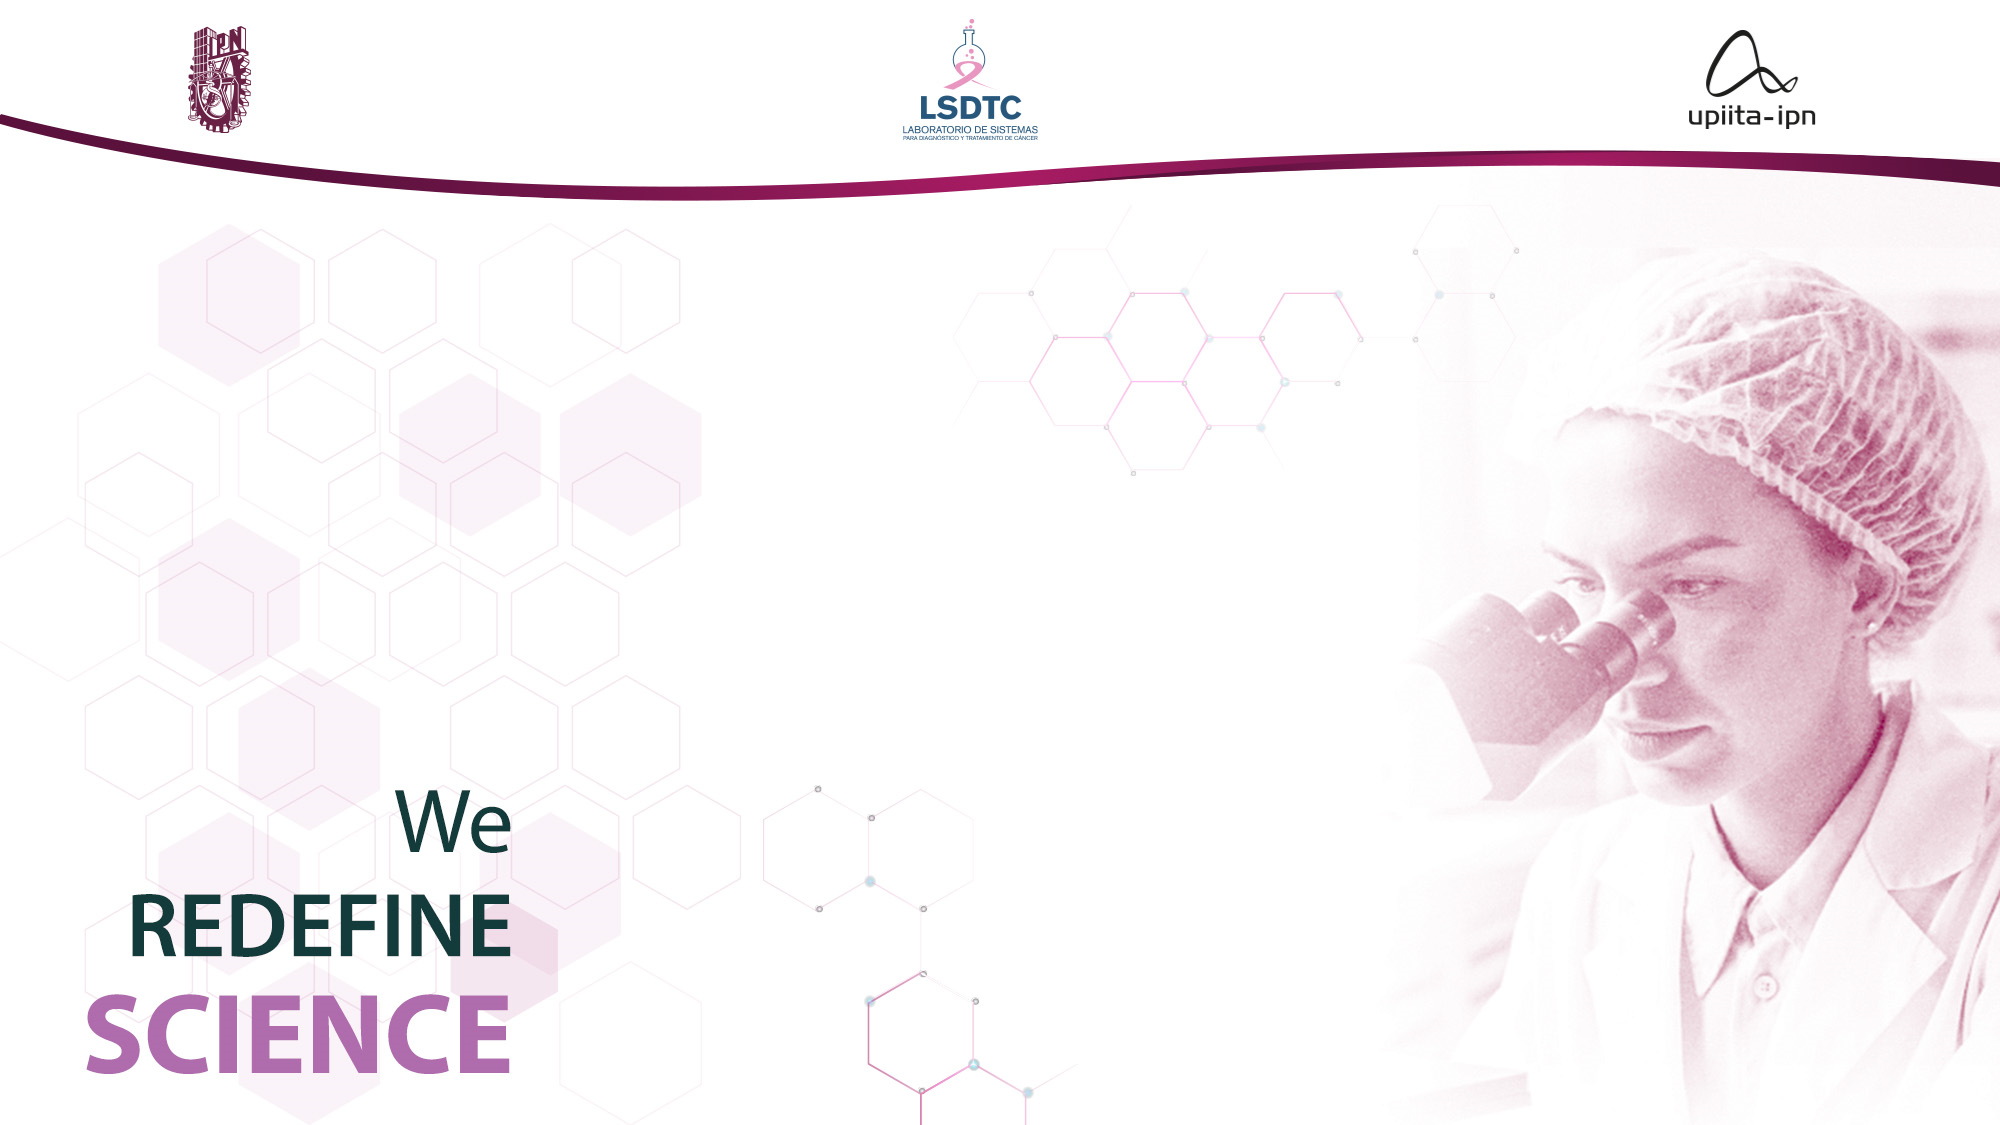 IPN
LSDTC
LABORATORIO DE SISTEMAS
PARA DIAGNÓSTICO Y TRATAMIENTO DE CÁNCER
upiita-ipn
We
REDEFINE
SCIENCE